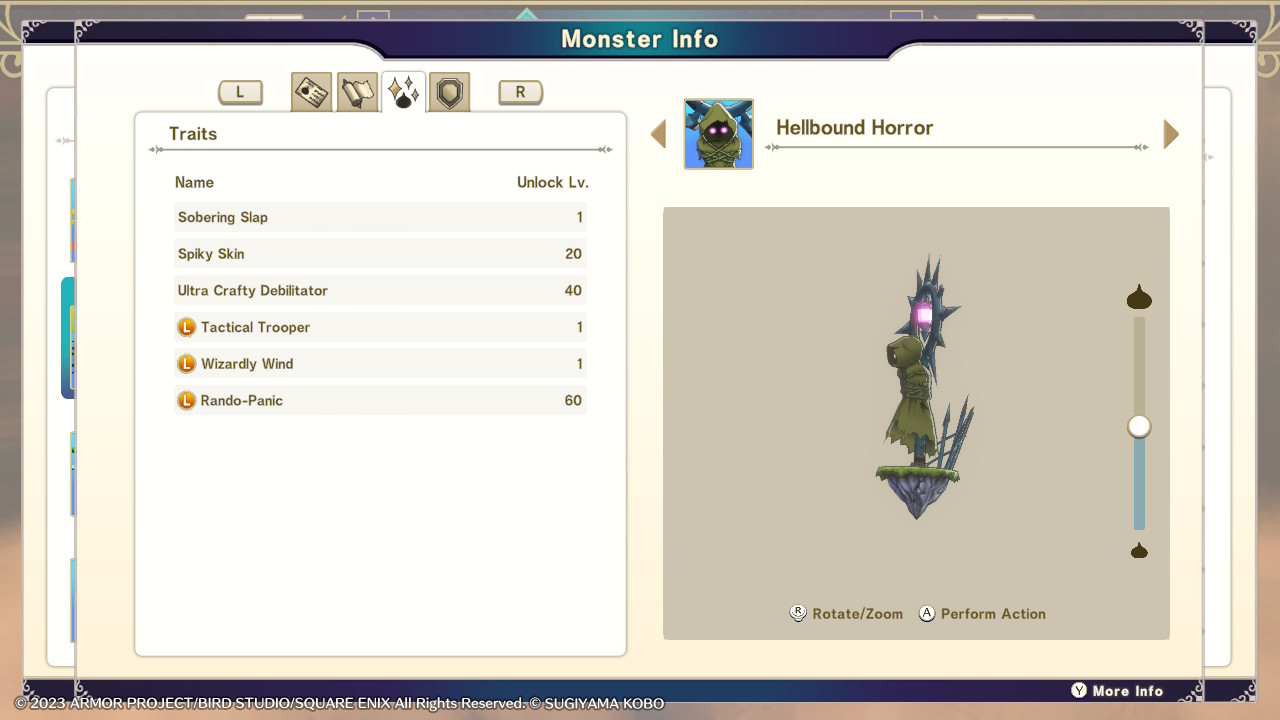 Monster Info
L
R
Traits
Name Unlock Lv.
Sobering Slap 1
Spiky Skin 20
Ultra Crafty Debilitator 40
L Tactical Trooper 1
L Wizardly Wind 1
L Rando-Panic 60
Hellbound Horror
R Rotate/Zoom A Perform Action
Y More Info
© 2023 ARMOR PROJECT/BIRD STUDIO/SQUARE ENIX All Rights Reserved. © SUGIYAMA KOBO